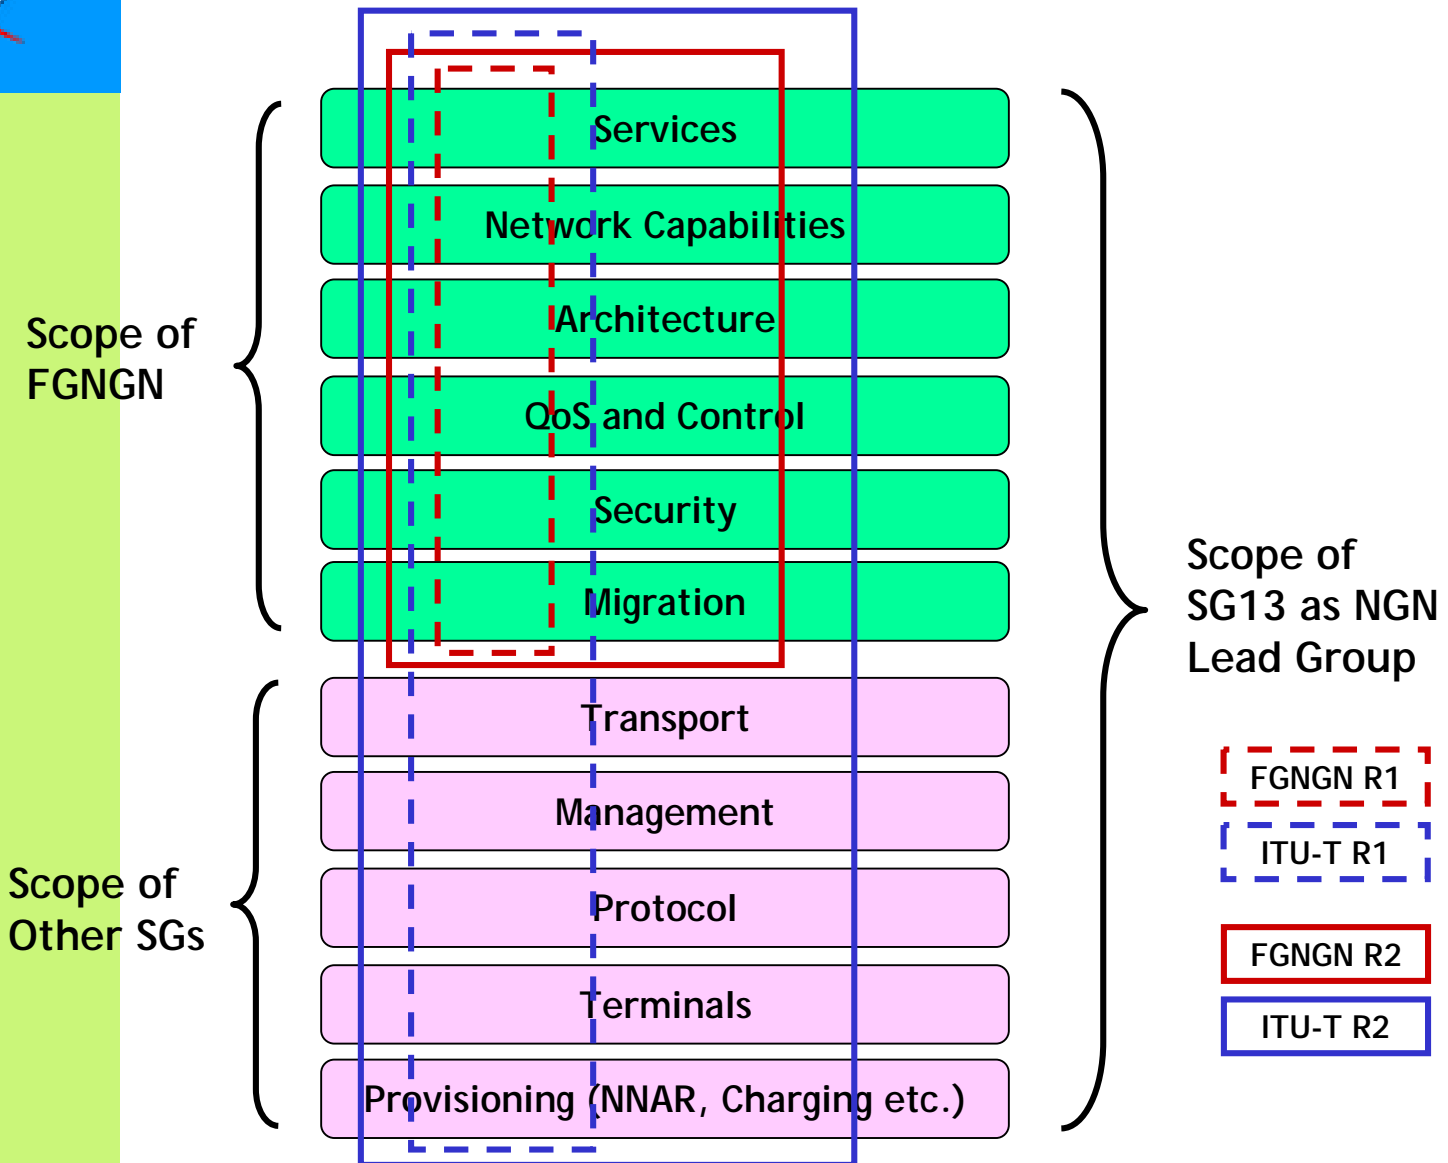 Services
Network Capabilities
Architecture
QoS and Control
Security
Migration
Transport
Management
Protocol
Terminals
Provisioning (NNAR, Charging etc.)
Scope of
FGNGN
Scope of
Other SGs
Scope of
SG13 as NGN
Lead Group
FGNGN R1
ITU-T R1
FGNGN R2
ITU-T R2